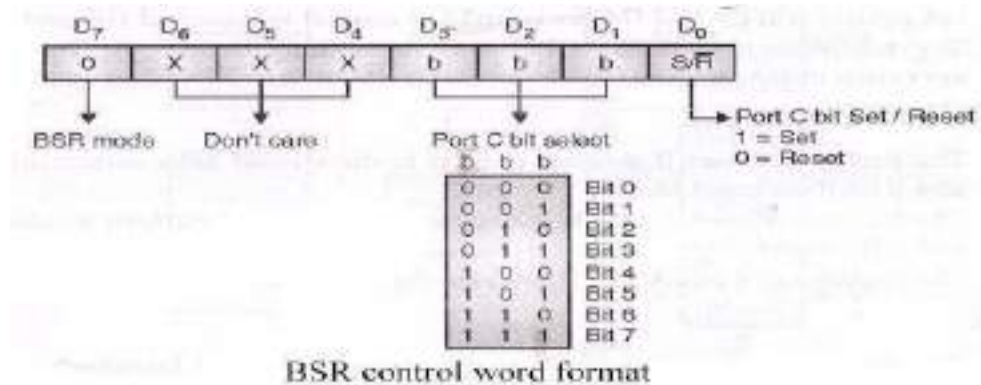 D7 D6 D5 D4 D3 D2 D1 D0
0 X X X b b b S/R̅
BSR mode Don't care Port C bit select
Port C bit Set / Reset
1 = Set
0 = Reset
b b b
0 0 0 Bit 0
0 0 1 Bit 1
0 1 0 Bit 2
0 1 1 Bit 3
1 0 0 Bit 4
1 0 1 Bit 5
1 1 0 Bit 6
1 1 1 Bit 7
BSR control word format